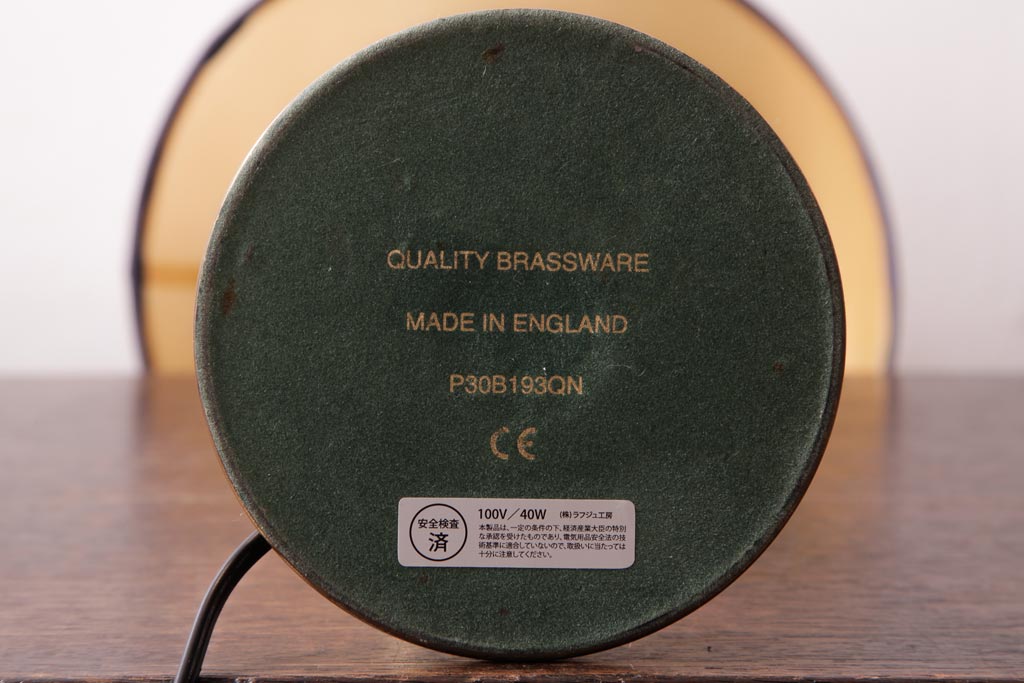 QUALITY BRASSWARE
MADE IN ENGLAND
P30B193QN
CE
安全検査
済
100V/40W (株)ラフジュ工房
本製品は、一定の条件の下、経済産業大臣の特別
な承認を受けたものであり、電気用品安全法の技
術基準に適合していないので、取扱いに当たっては
十分に注意してください。